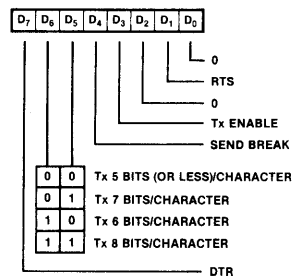 D7 D6 D5 D4 D3 D2 D1 D0
0
RTS
0
Tx ENABLE
SEND BREAK
0 0 Tx 5 BITS (OR LESS)/CHARACTER
0 1 Tx 7 BITS/CHARACTER
1 0 Tx 6 BITS/CHARACTER
1 1 Tx 8 BITS/CHARACTER
DTR